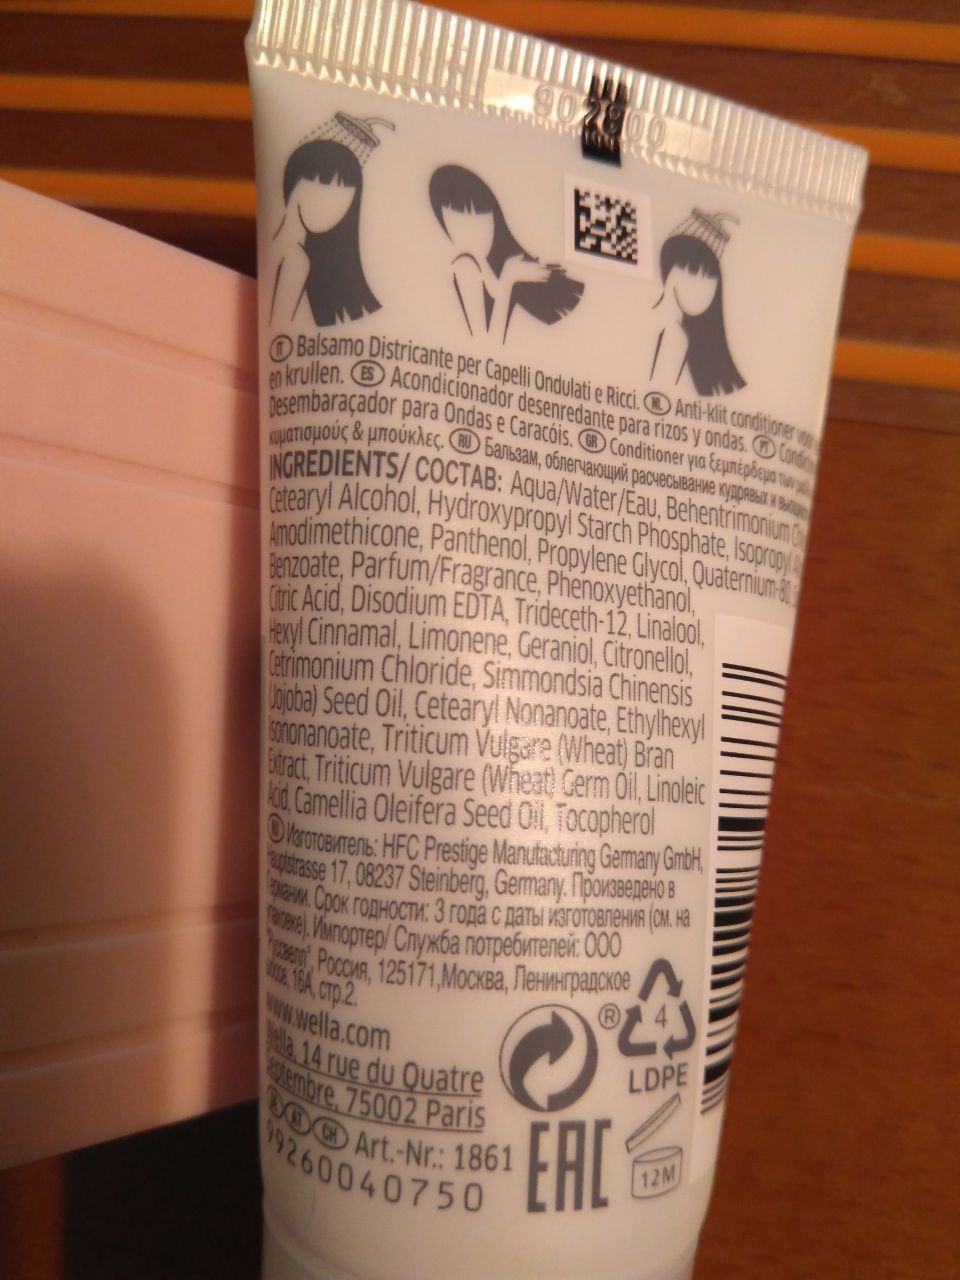 902800
IT Balsamo Districante per Capelli Ondulati e Ricci. NL Anti-klit conditioner voor
en krullen. ES Acondicionador desenredante para rizos y ondas. PT
Desembaraçador para Ondas e Caracóis. GR Conditioner για ξεμπέρδεμα των
κυματισμούς & μπούκλες. RU Бальзам, облегчающий расчесывание кудрявых и
INGREDIENTS/ СОСТАВ: Aqua/Water/Eau, Behentrimonium
Cetearyl Alcohol, Hydroxypropyl Starch Phosphate, Isopropyl
Amodimethicone, Panthenol, Propylene Glycol, Quaternium-80,
Benzoate, Parfum/Fragrance, Phenoxyethanol,
Citric Acid, Disodium EDTA, Trideceth-12, Linalool,
Hexyl Cinnamal, Limonene, Geraniol, Citronellol,
Cetrimonium Chloride, Simmondsia Chinensis
(Jojoba) Seed Oil, Cetearyl Nonanoate, Ethylhexyl
Isononanoate, Triticum Vulgare (Wheat) Bran
Extract, Triticum Vulgare (Wheat) Germ Oil, Linoleic
Acid, Camellia Oleifera Seed Oil, Tocopherol
RU Изготовитель: HFC Prestige Manufacturing Germany GmbH,
Hauptstrasse 17, 08237 Steinberg, Germany. Произведено в
Германии. Срок годности: 3 года с даты изготовления (см. на
упаковке). Импортер/ Служба потребителей: ООО
"Руссвелл", Россия, 125171,Москва, Ленинградское
шоссе, 16А, стр.2.
www.wella.com
Wella, 14 rue du Quatre
Septembre, 75002 Paris
DE AT CH Art.-Nr.: 1861
99260040750
®
4
LDPE
EAC
12M